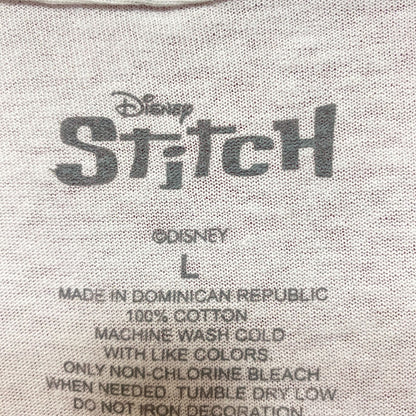 Disney
Stitch
©DISNEY
L
MADE IN DOMINICAN REPUBLIC
100% COTTON
MACHINE WASH COLD
WITH LIKE COLORS.
ONLY NON-CHLORINE BLEACH
WHEN NEEDED. TUMBLE DRY LOW.
DO NOT IRON DECORATION.